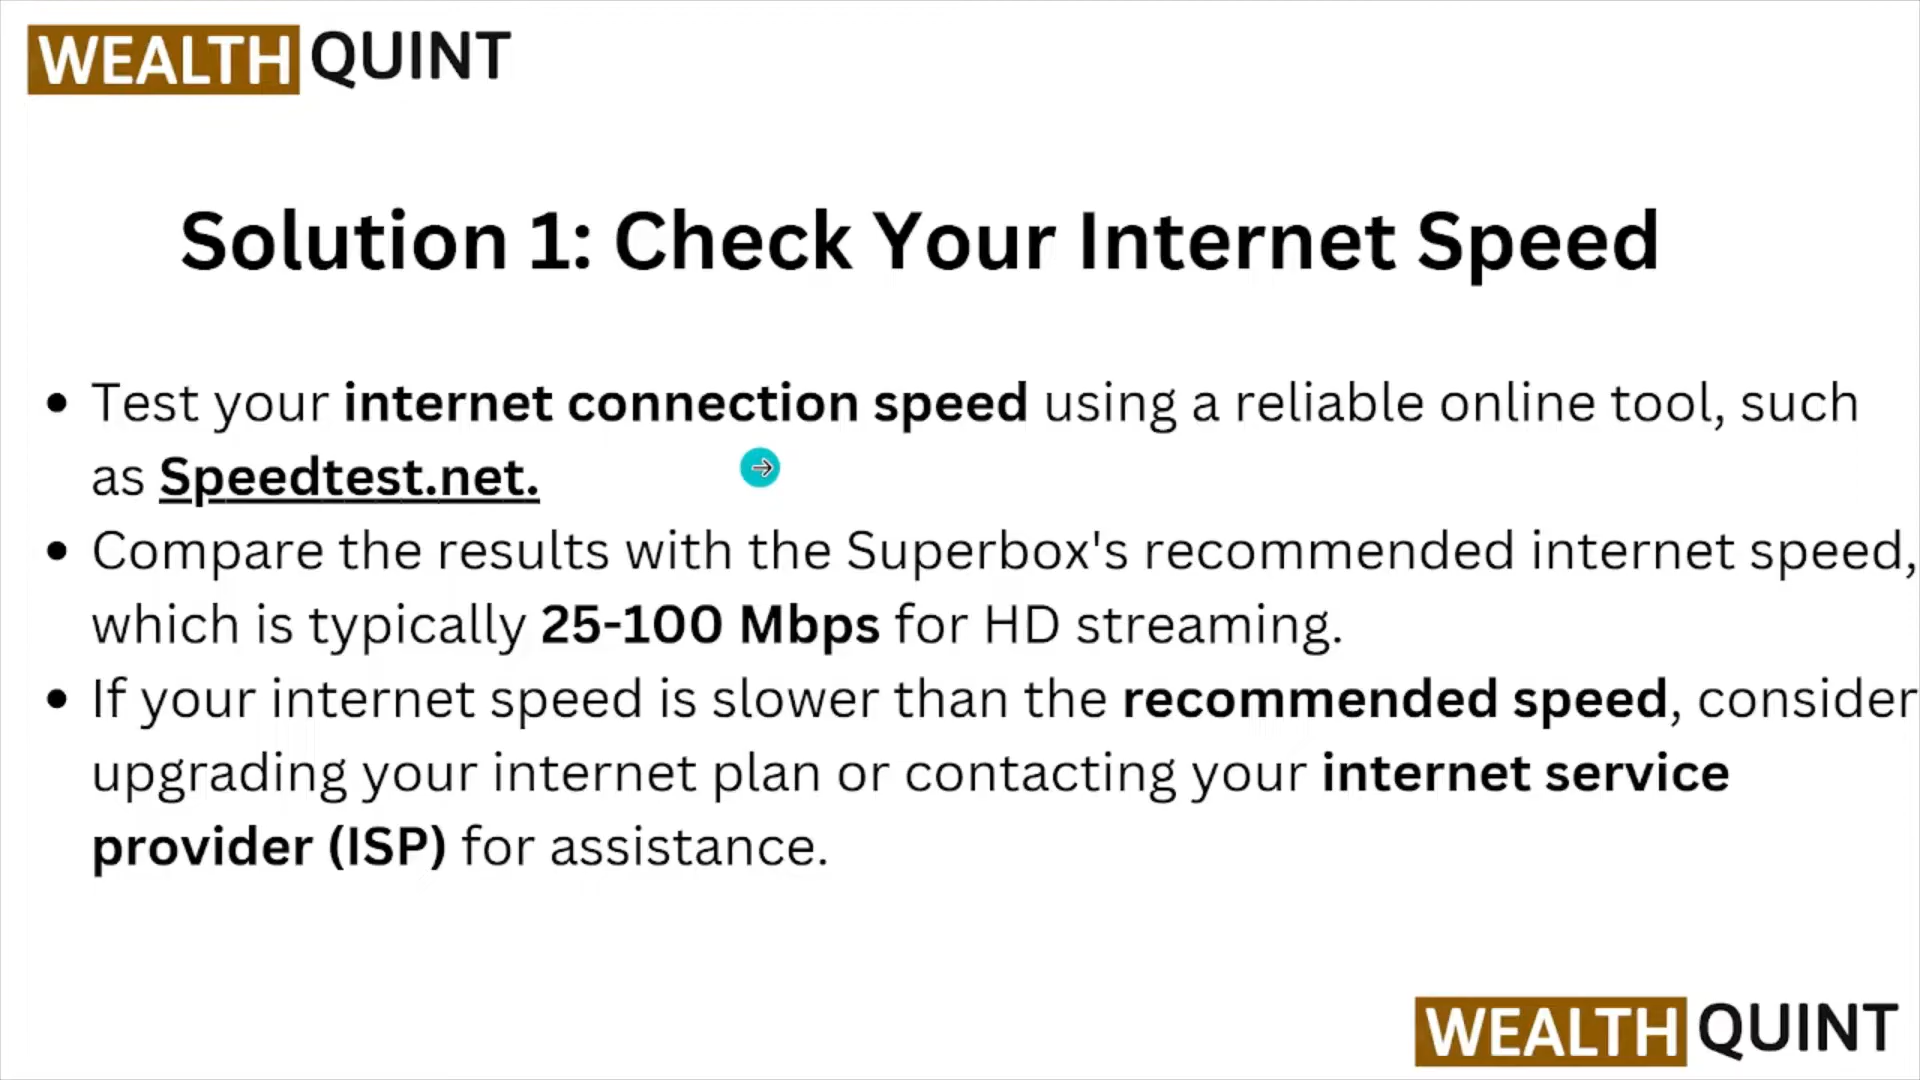 WEALTH QUINT
Solution 1: Check Your Internet Speed
• Test your internet connection speed using a reliable online tool, such
as Speedtest.net.
• Compare the results with the Superbox's recommended internet speed,
which is typically 25-100 Mbps for HD streaming.
• If your internet speed is slower than the recommended speed, consider
upgrading your internet plan or contacting your internet service
provider (ISP) for assistance.
WEALTH QUINT